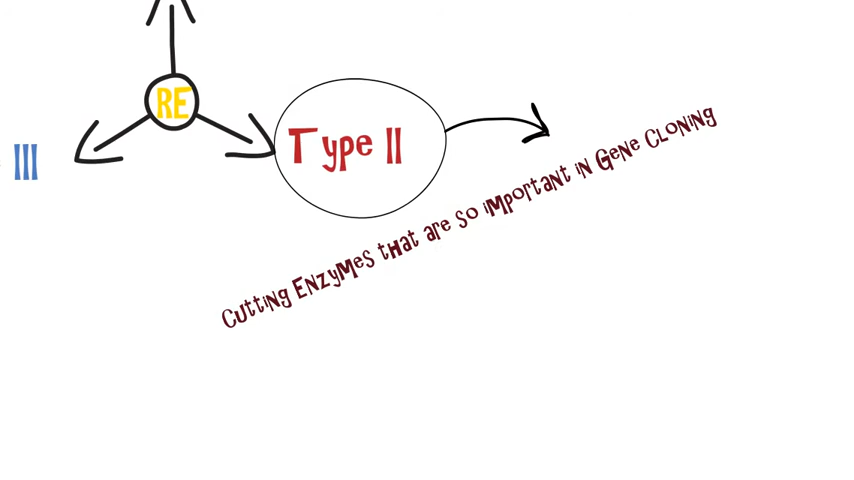 RE
III
Type II
Cutting Enzymes that are so important in Gene Cloning